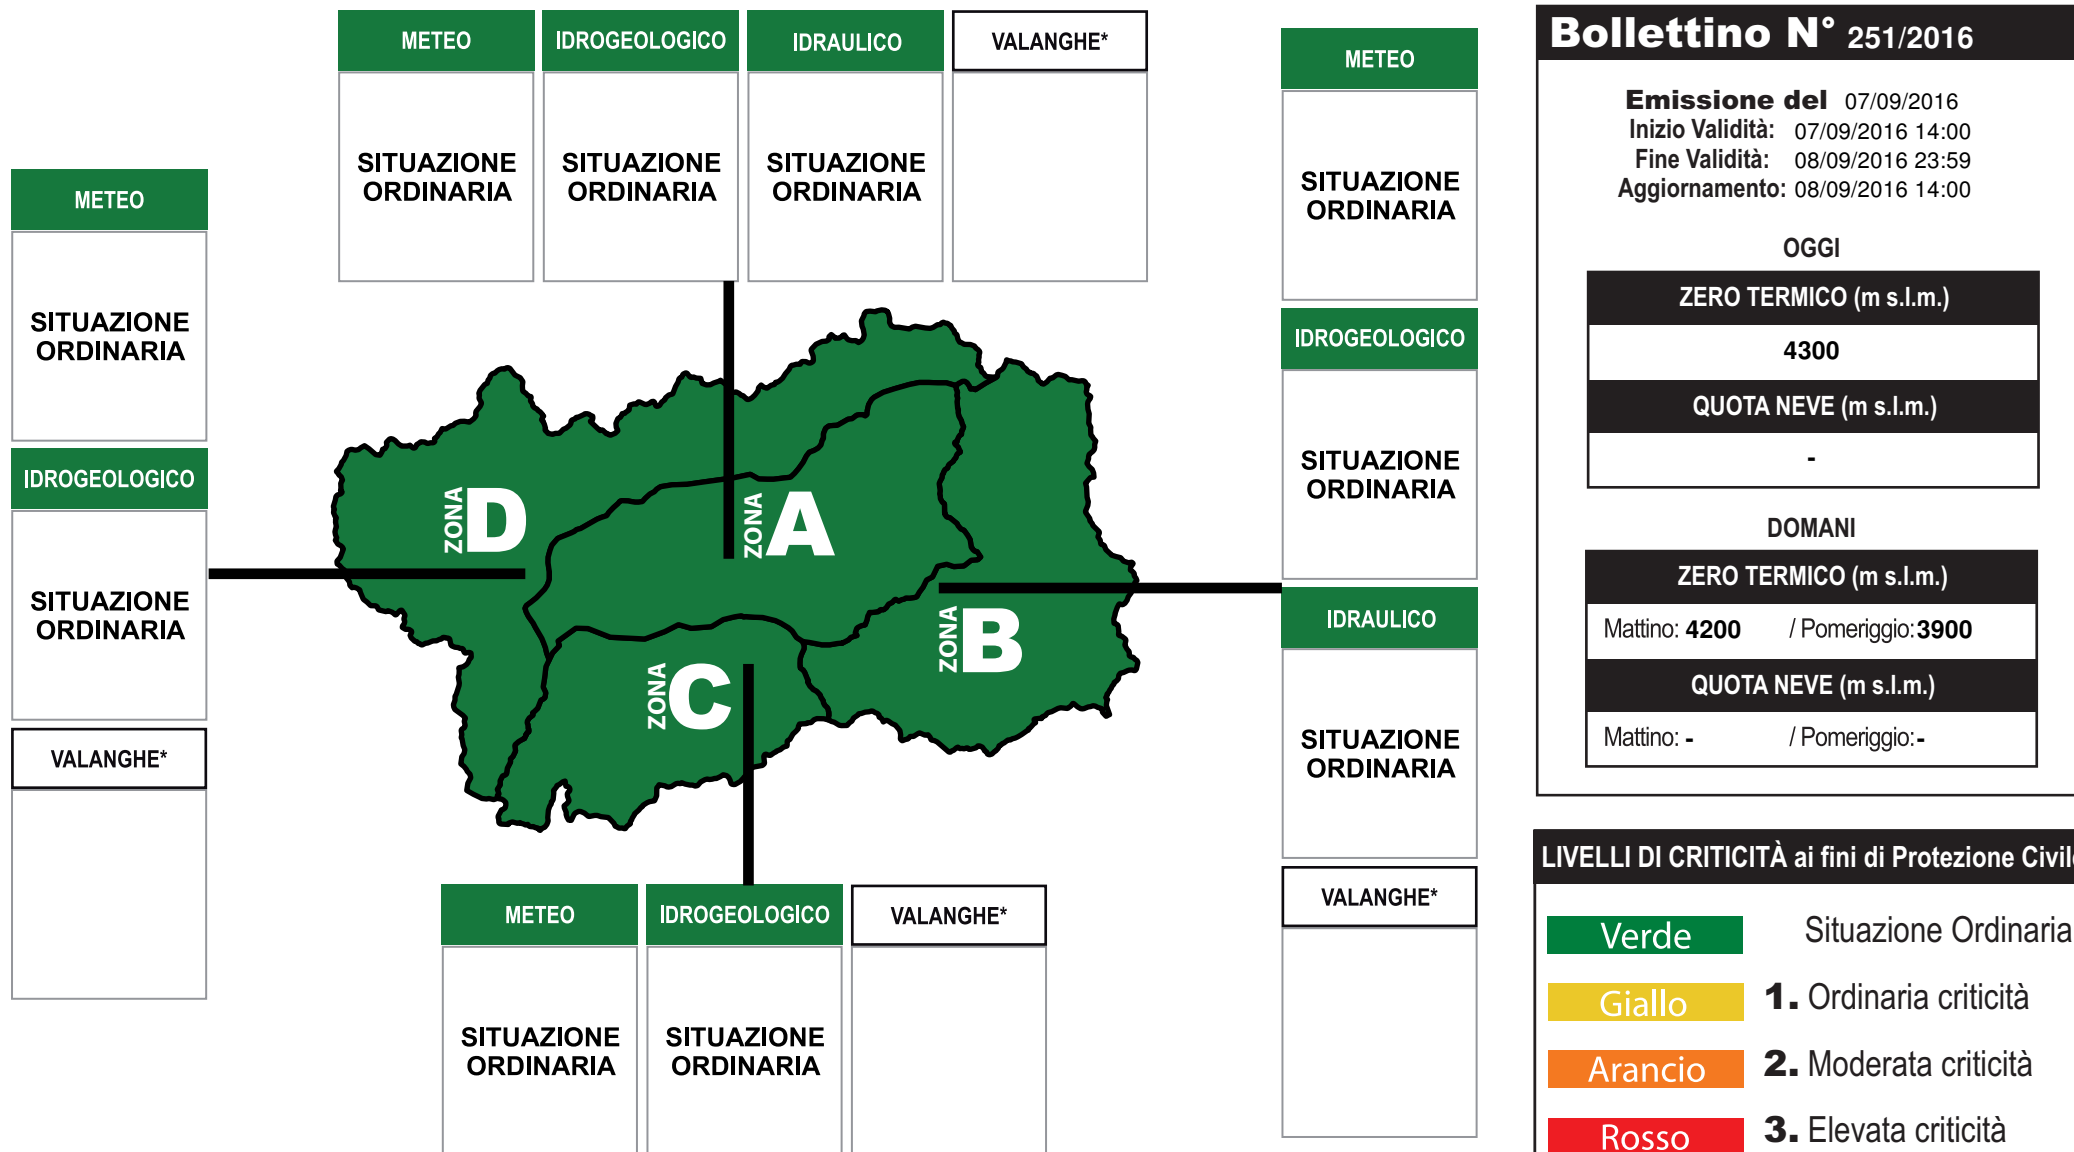 METEO
IDROGEOLOGICO
IDRAULICO
VALANGHE*
SITUAZIONE
ORDINARIA
SITUAZIONE
ORDINARIA
SITUAZIONE
ORDINARIA
METEO
SITUAZIONE
ORDINARIA
IDROGEOLOGICO
SITUAZIONE
ORDINARIA
VALANGHE*
ZONA D
ZONA A
ZONA B
ZONA C
METEO
SITUAZIONE
ORDINARIA
IDROGEOLOGICO
SITUAZIONE
ORDINARIA
IDRAULICO
SITUAZIONE
ORDINARIA
VALANGHE*
METEO
IDROGEOLOGICO
VALANGHE*
SITUAZIONE
ORDINARIA
SITUAZIONE
ORDINARIA
Bollettino N° 251/2016
Emissione del 07/09/2016
Inizio Validità: 07/09/2016 14:00
Fine Validità: 08/09/2016 23:59
Aggiornamento: 08/09/2016 14:00
OGGI
ZERO TERMICO (m s.l.m.)
4300
QUOTA NEVE (m s.l.m.)
-
DOMANI
ZERO TERMICO (m s.l.m.)
Mattino: 4200 / Pomeriggio: 3900
QUOTA NEVE (m s.l.m.)
Mattino: - / Pomeriggio: -
LIVELLI DI CRITICITÀ ai fini di Protezione Civile
Verde Situazione Ordinaria
Giallo 1. Ordinaria criticità
Arancio 2. Moderata criticità
Rosso 3. Elevata criticità